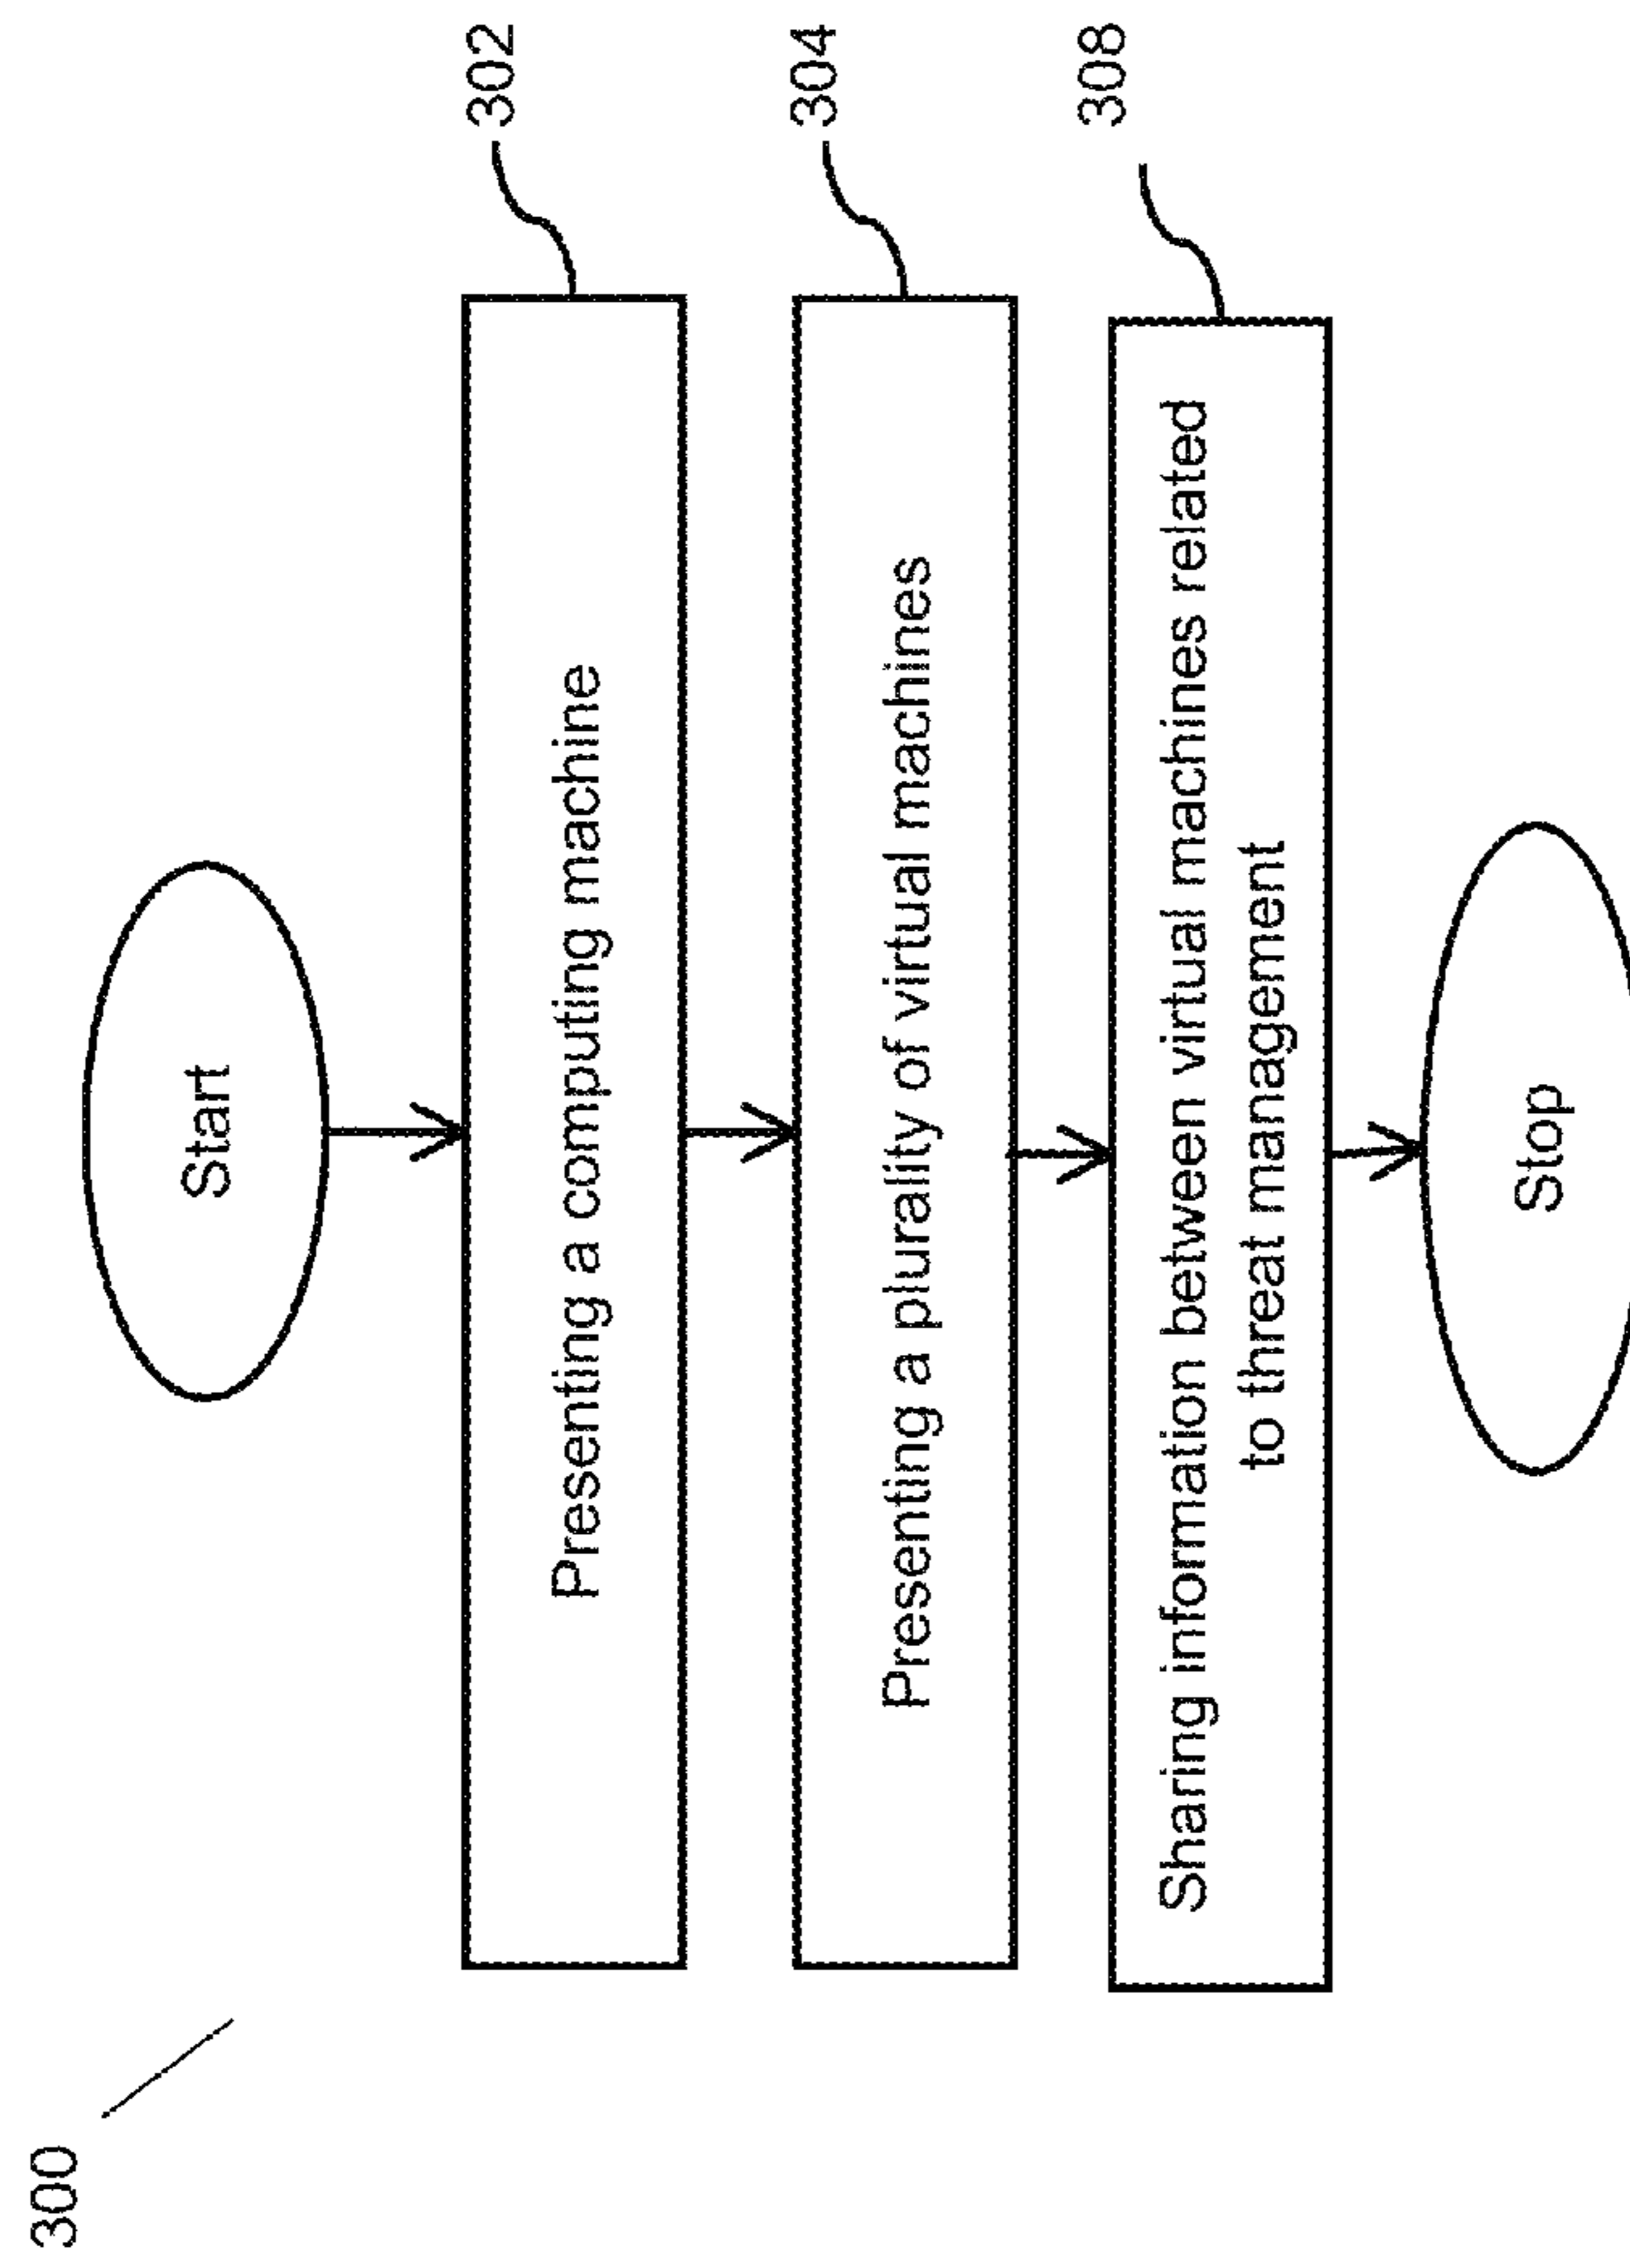 300
Start
Presenting a computing machine
302
Presenting a plurality of virtual machines
304
Sharing information between virtual machines related
to threat management
308
Stop